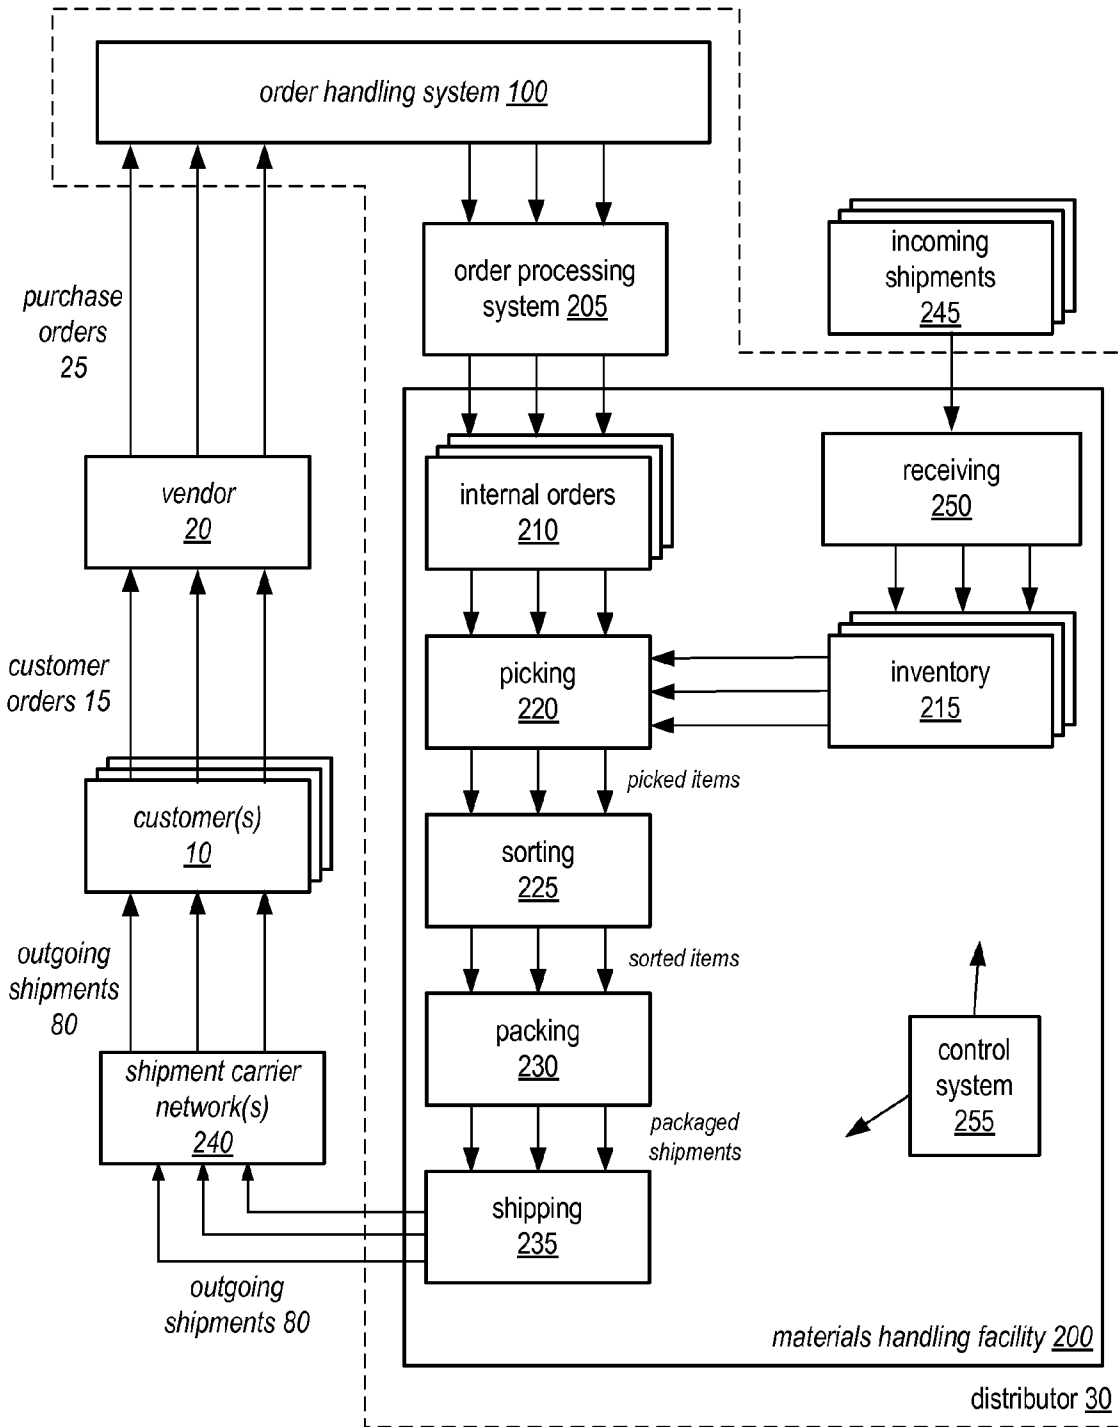 order handling system 100
order processing
system 205
incoming
shipments
245
purchase
orders
25
vendor
20
internal orders
210
receiving
250
customer
orders 15
picking
220
inventory
215
picked items
customer(s)
10
sorting
225
outgoing
shipments
80
sorted items
packing
230
control
system
255
shipment carrier
network(s)
240
packaged
shipments
shipping
235
outgoing
shipments 80
materials handling facility 200
distributor 30